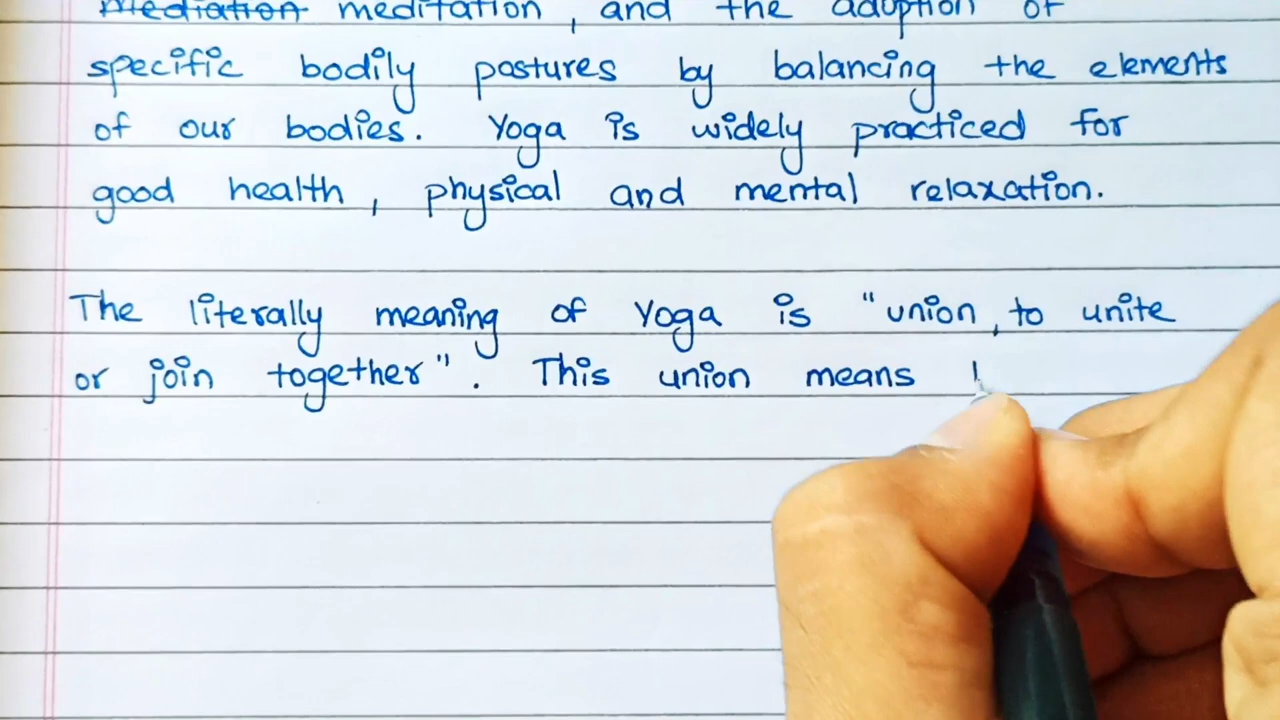 Mediation meditation, and the adoption of
specific bodily postures by balancing the elements
of our bodies. Yoga is widely practiced for
good health, physical and mental relaxation.
The literally meaning of Yoga is "union, to unite
or join together". This union means